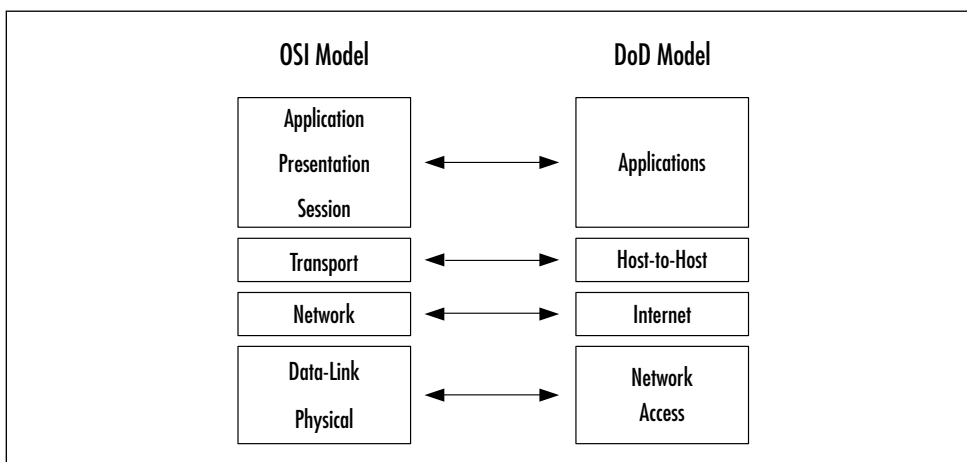 OSI Model
DoD Model
Application
Presentation
Session
Applications
Transport
Host-to-Host
Network
Internet
Data-Link
Physical
Network
Access